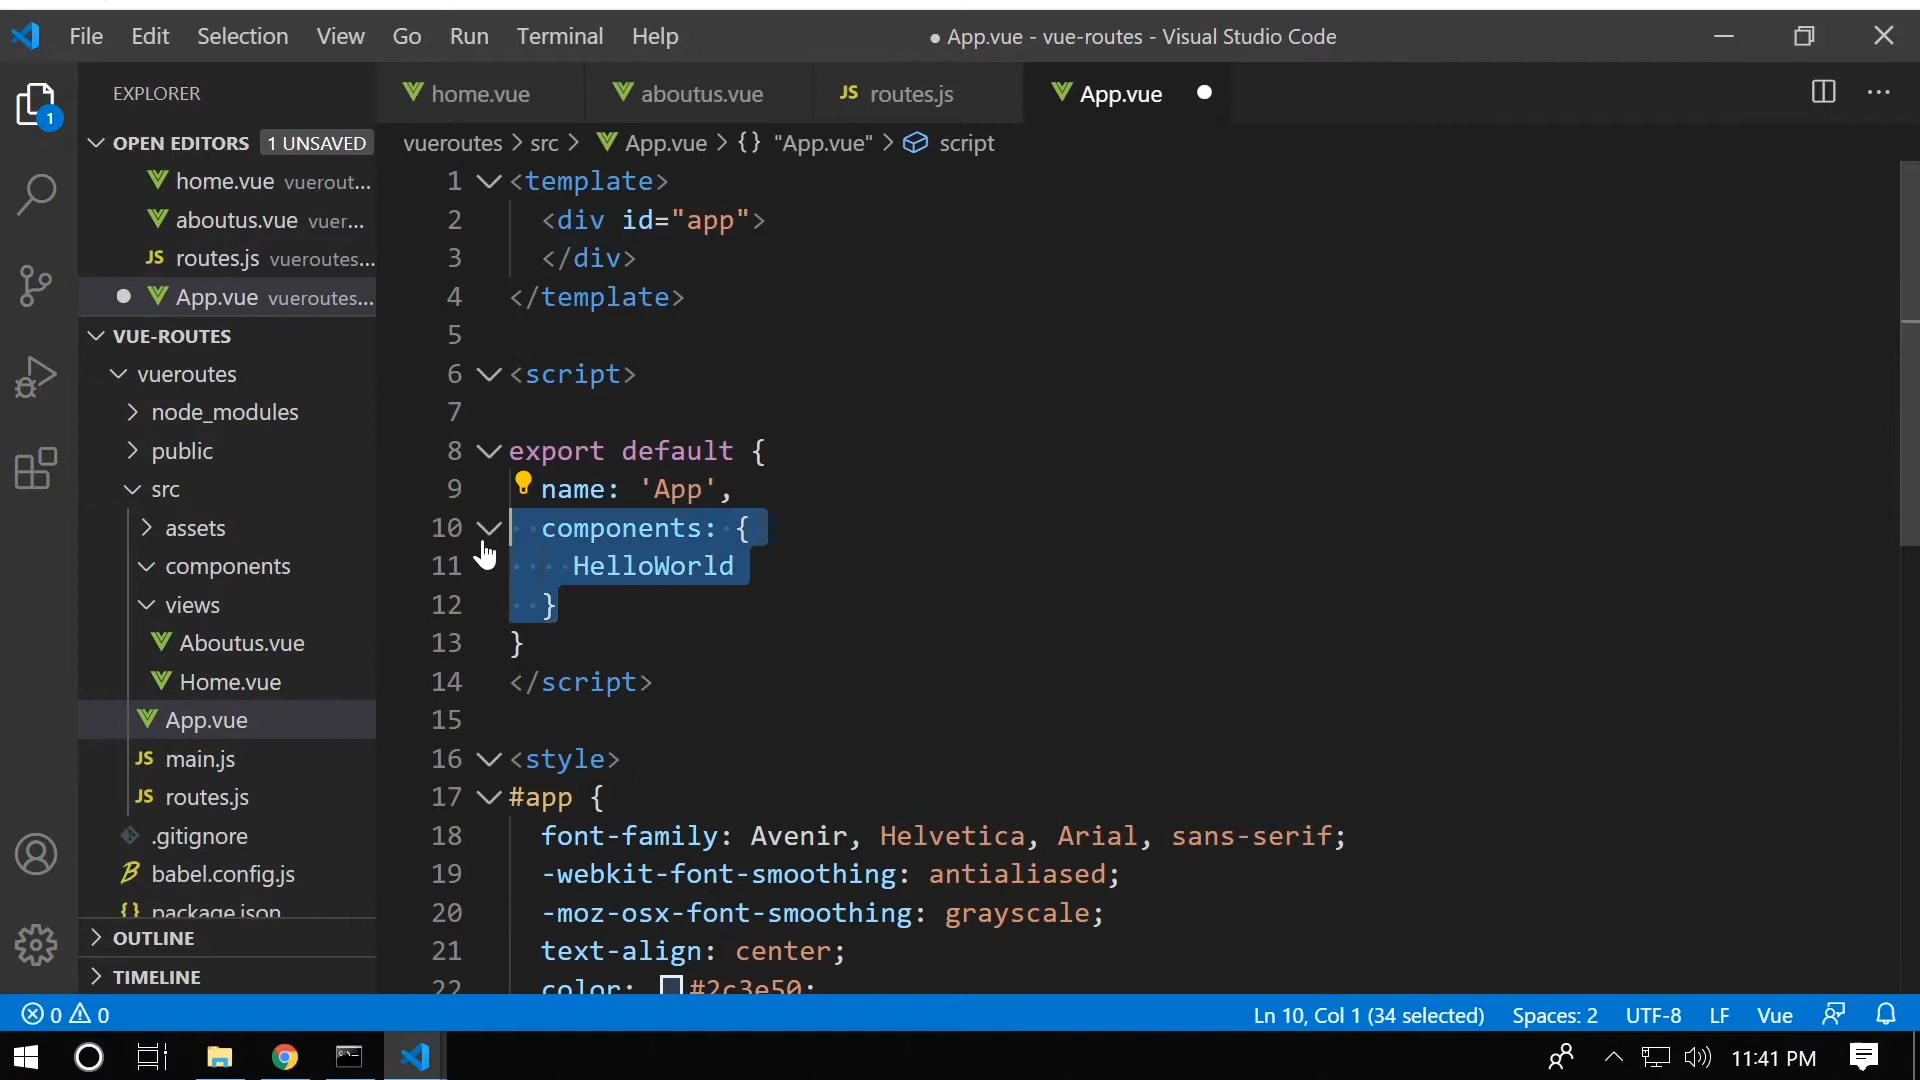 File Edit Selection View Go Run Terminal Help
● App.vue - vue-routes - Visual Studio Code
EXPLORER
home.vue
aboutus.vue
JS routes.js
App.vue
OPEN EDITORS 1 UNSAVED
home.vue vuerout...
aboutus.vue vuer...
JS routes.js vueroutes...
App.vue vueroutes...
VUE-ROUTES
vueroutes
node_modules
public
src
assets
components
views
Aboutus.vue
Home.vue
App.vue
JS main.js
JS routes.js
.gitignore
babel.config.js
package.json
OUTLINE
TIMELINE
1
vueroutes > src > App.vue > {} "App.vue" > script
1 <template>
2 <div id="app">
3 </div>
4 </template>
5
6 <script>
7
8 export default {
9 name: 'App',
10 components: {
11 HelloWorld
12 }
13 }
14 </script>
15
16 <style>
17 #app {
18 font-family: Avenir, Helvetica, Arial, sans-serif;
19 -webkit-font-smoothing: antialiased;
20 -moz-osx-font-smoothing: grayscale;
21 text-align: center;
22 color: #2c3e50;
0 0
Ln 10, Col 1 (34 selected) Spaces: 2 UTF-8 LF Vue
11:41 PM